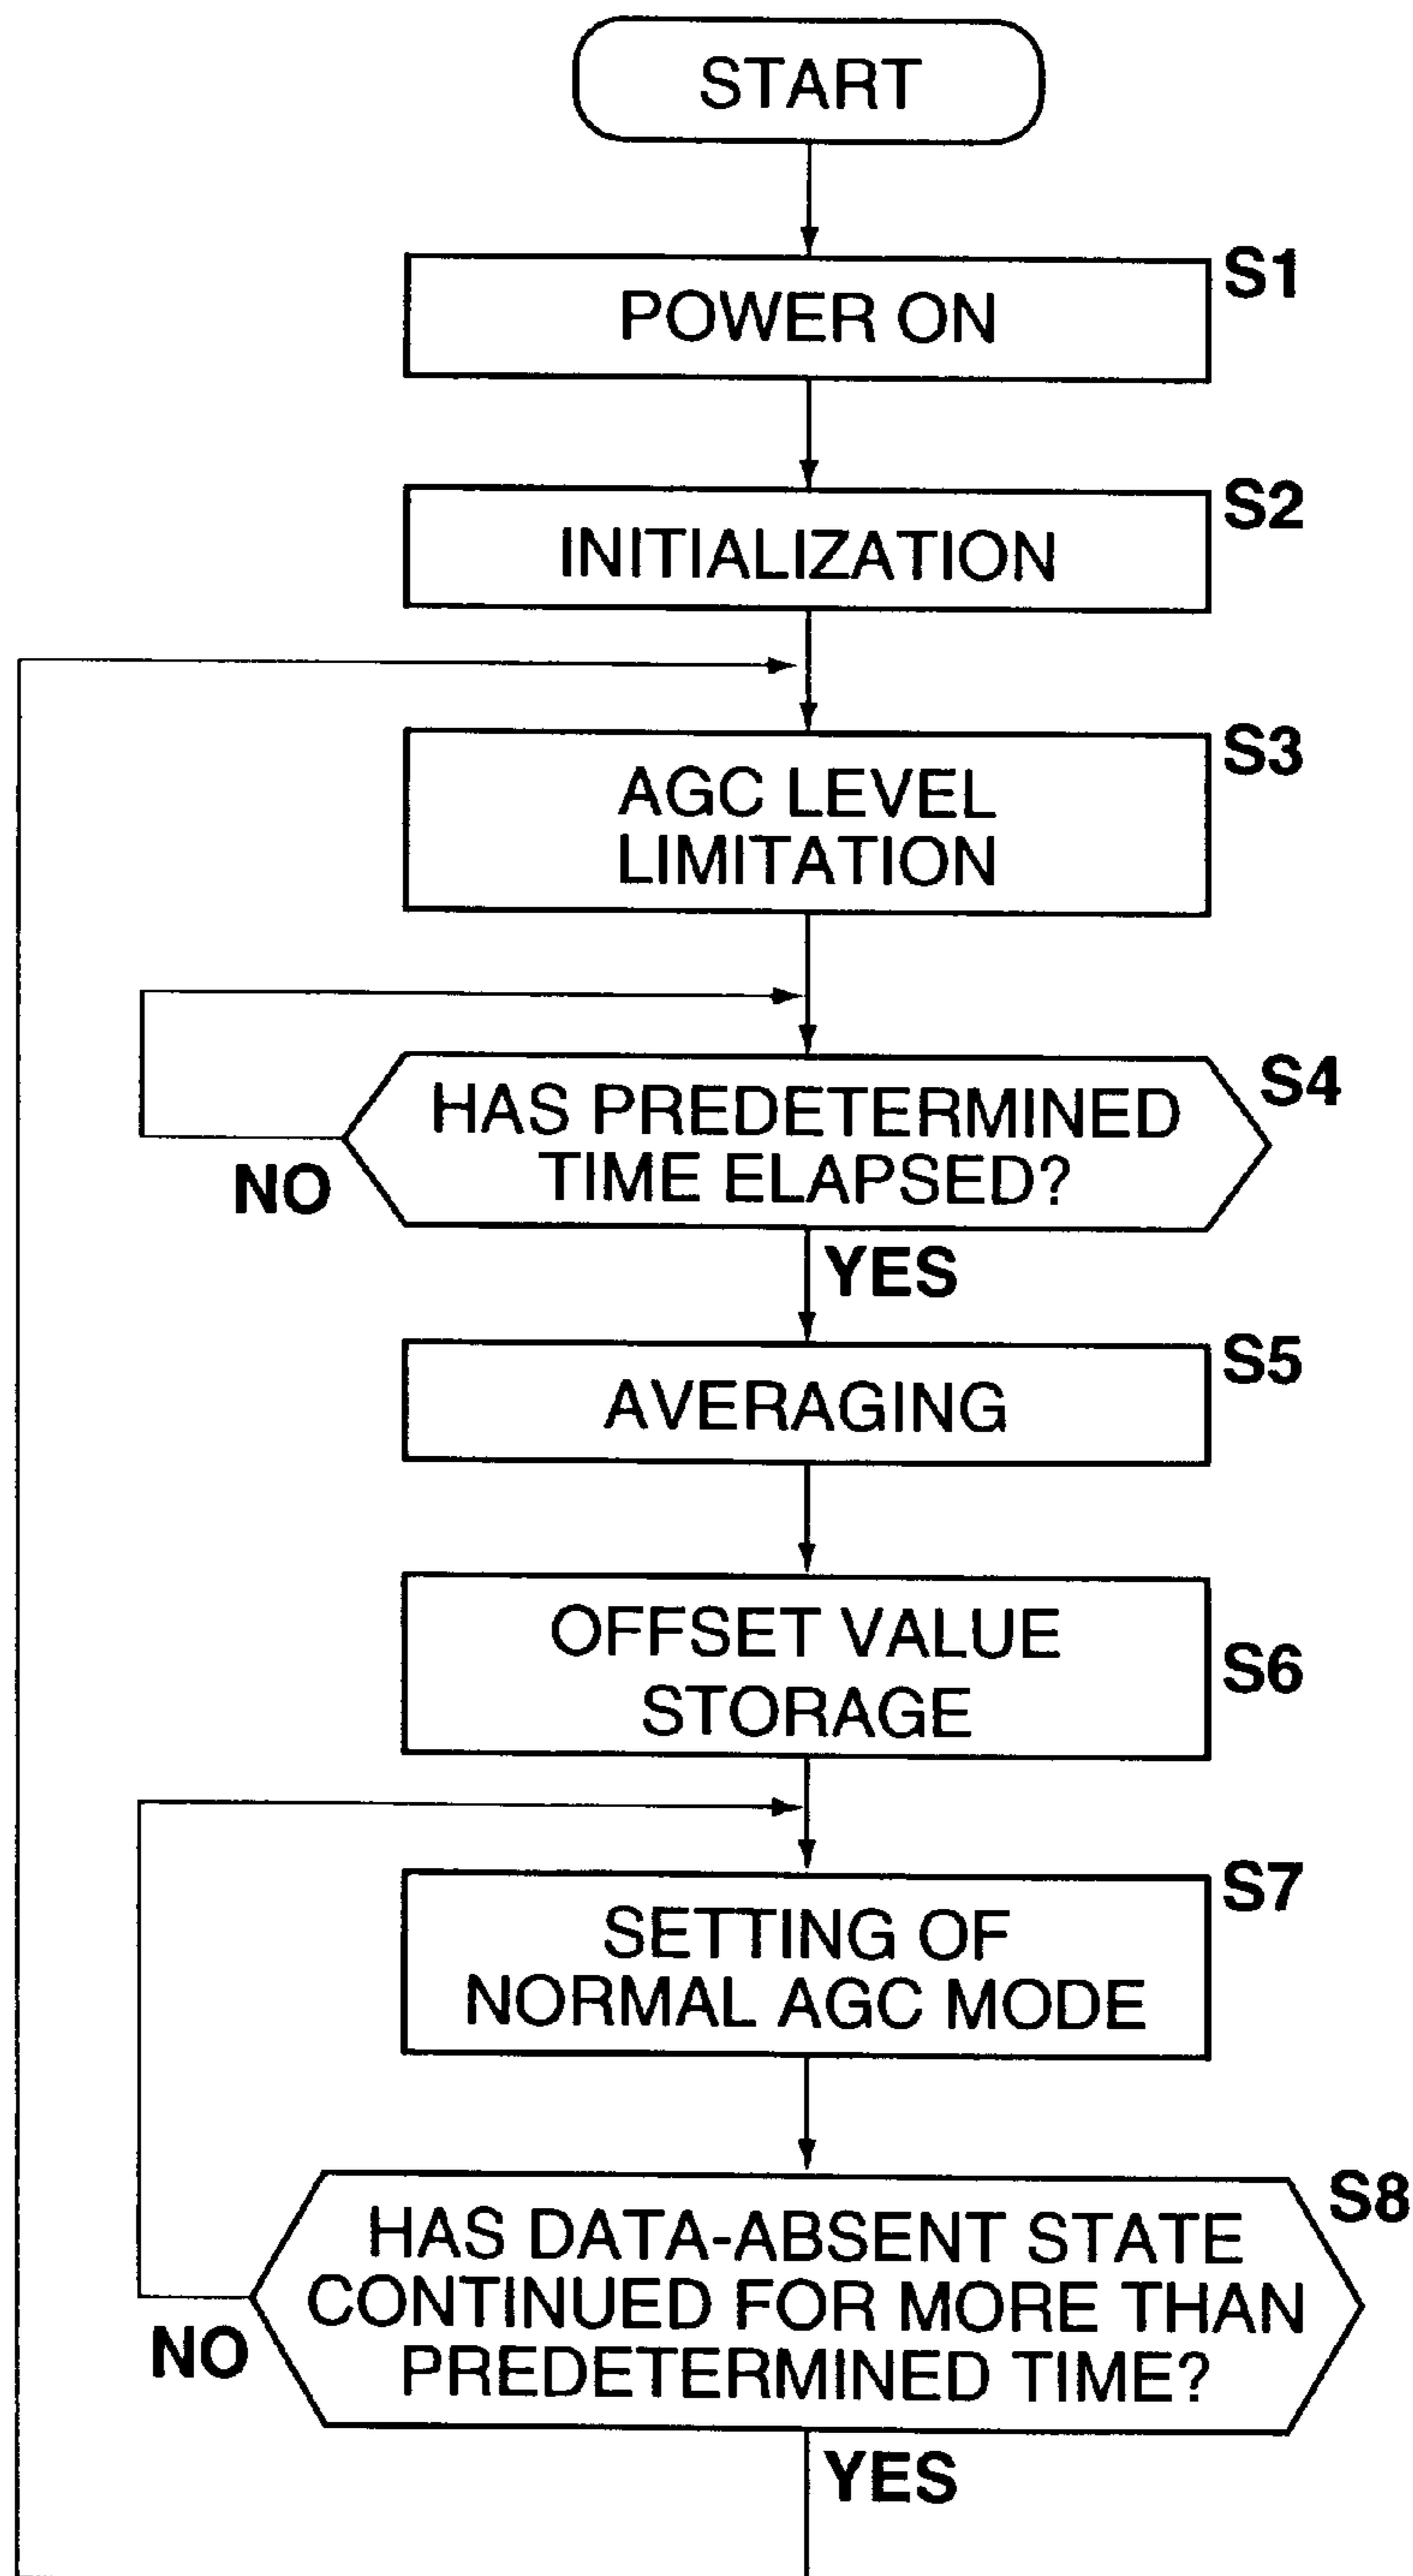 START
S1
POWER ON
S2
INITIALIZATION
S3
AGC LEVEL
LIMITATION
S4
HAS PREDETERMINED
TIME ELAPSED?
NO
YES
S5
AVERAGING
OFFSET VALUE
S6
STORAGE
S7
SETTING OF
NORMAL AGC MODE
S8
HAS DATA-ABSENT STATE
CONTINUED FOR MORE THAN
PREDETERMINED TIME?
NO
YES